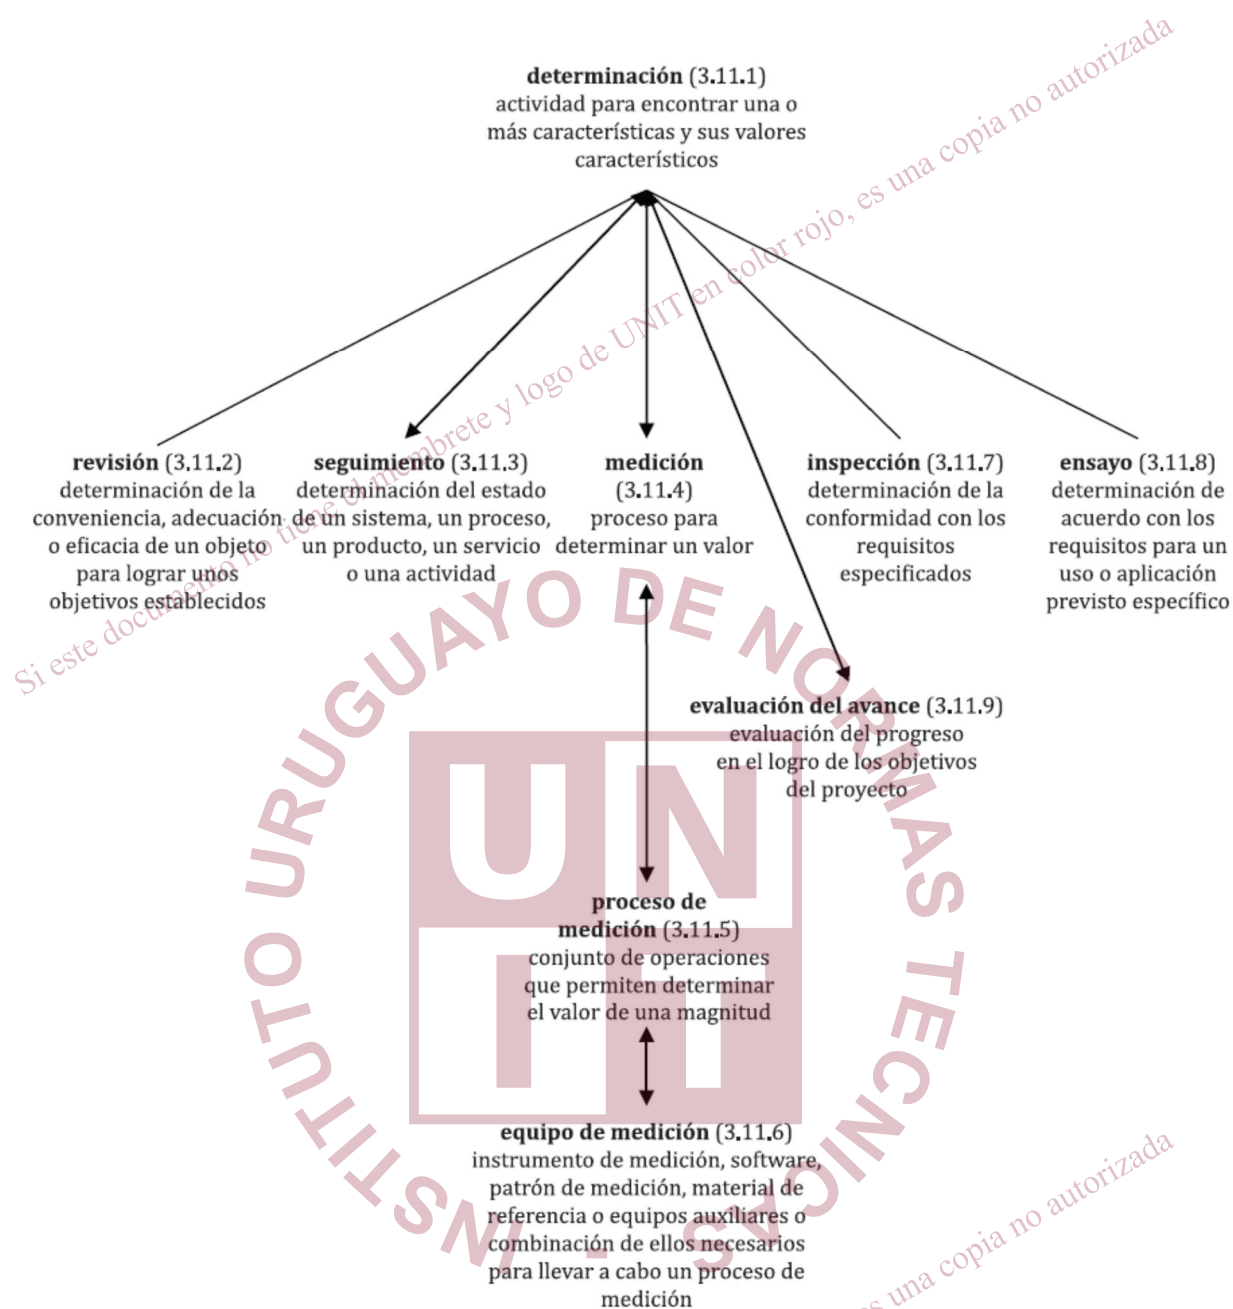 determinación (3.11.1)
actividad para encontrar una o
más características y sus valores
característicos
Si este documento no tiene el membrete y logo de UNIT en color rojo, es una copia no autorizada
revisión (3.11.2)
determinación de la
conveniencia, adecuación
o eficacia de un objeto
para lograr unos
objetivos establecidos
seguimiento (3.11.3)
determinación del estado
de un sistema, un proceso,
un producto, un servicio
o una actividad
medición
(3.11.4)
proceso para
determinar un valor
inspección (3.11.7)
determinación de la
conformidad con los
requisitos
especificados
ensayo (3.11.8)
determinación de
acuerdo con los
requisitos para un
uso o aplicación
previsto específico
evaluación del avance (3.11.9)
evaluación del progreso
en el logro de los objetivos
del proyecto
proceso de
medición (3.11.5)
conjunto de operaciones
que permiten determinar
el valor de una magnitud
equipo de medición (3.11.6)
instrumento de medición, software,
patrón de medición, material de
referencia o equipos auxiliares o
combinación de ellos necesarios
para llevar a cabo un proceso de
medición
INSTITUTO URUGUAYO DE NORMAS TECNICAS -
UN
IT
es una copia no autorizada